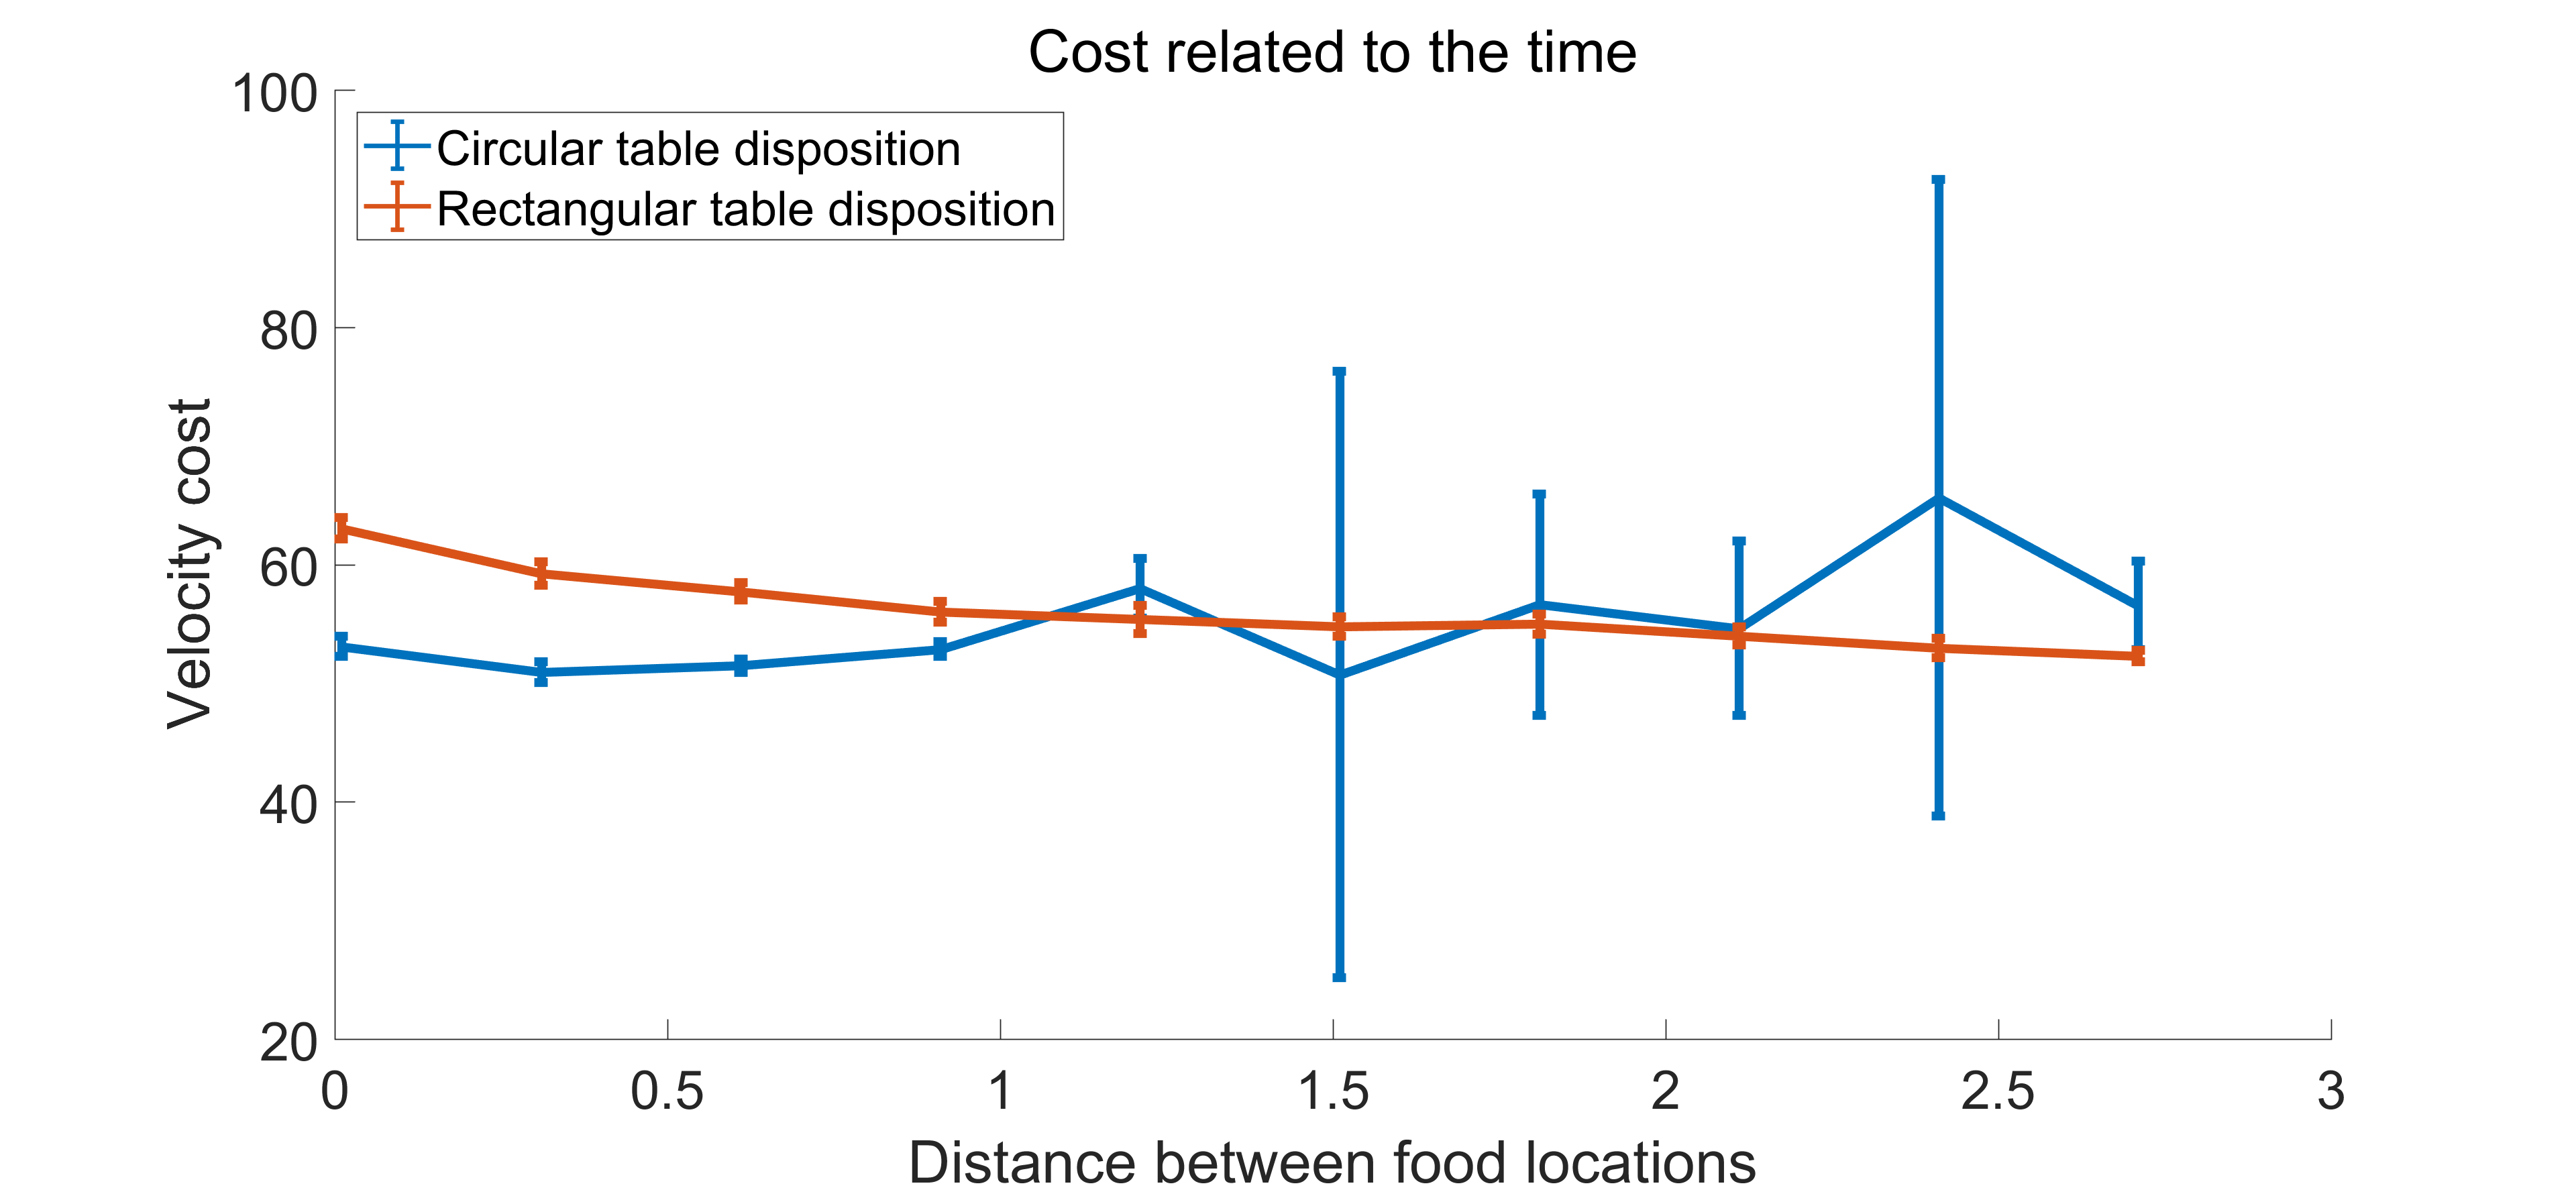 Cost related to the time
100
80
60
40
20
Velocity cost
Circular table disposition
Rectangular table disposition
0 0.5 1 1.5 2 2.5 3
Distance between food locations